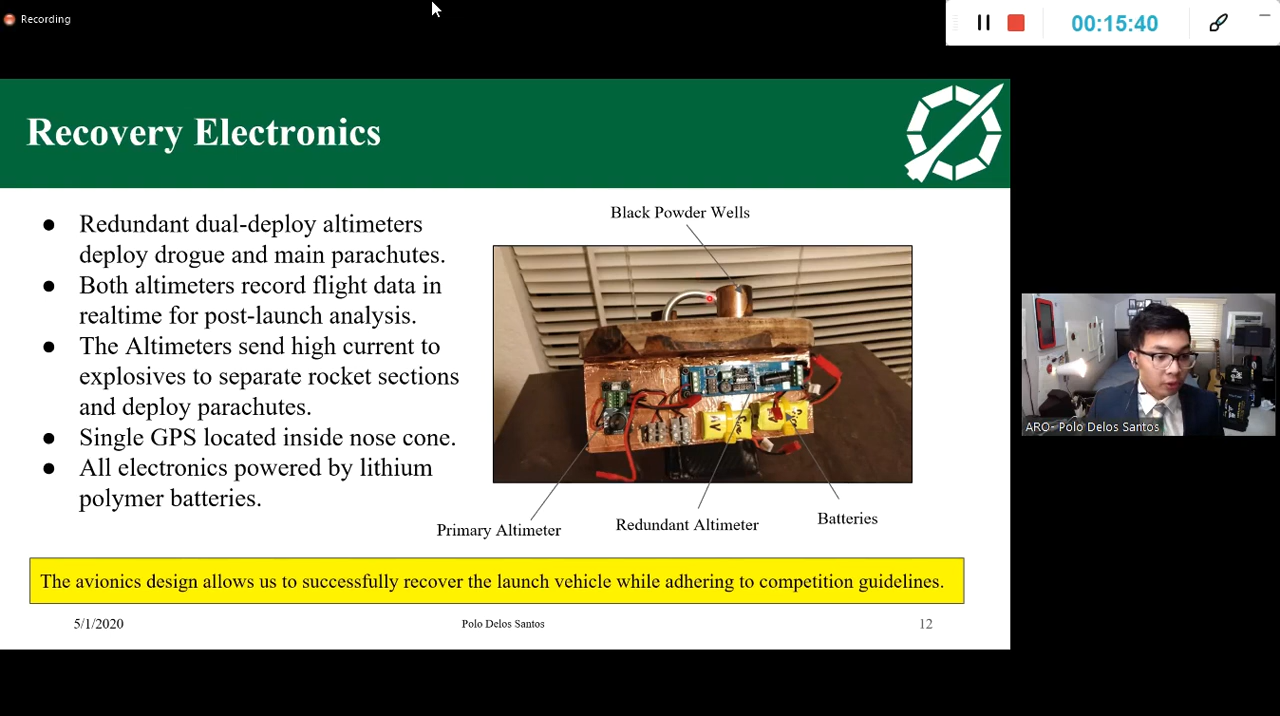 Recording
00:15:40
Recovery Electronics
● Redundant dual-deploy altimeters
deploy drogue and main parachutes.
● Both altimeters record flight data in
realtime for post-launch analysis.
● The Altimeters send high current to
explosives to separate rocket sections
and deploy parachutes.
● Single GPS located inside nose cone.
● All electronics powered by lithium
polymer batteries.
Black Powder Wells
Primary Altimeter
Redundant Altimeter
Batteries
ARO- Polo Delos Santos
The avionics design allows us to successfully recover the launch vehicle while adhering to competition guidelines.
5/1/2020
Polo Delos Santos
12